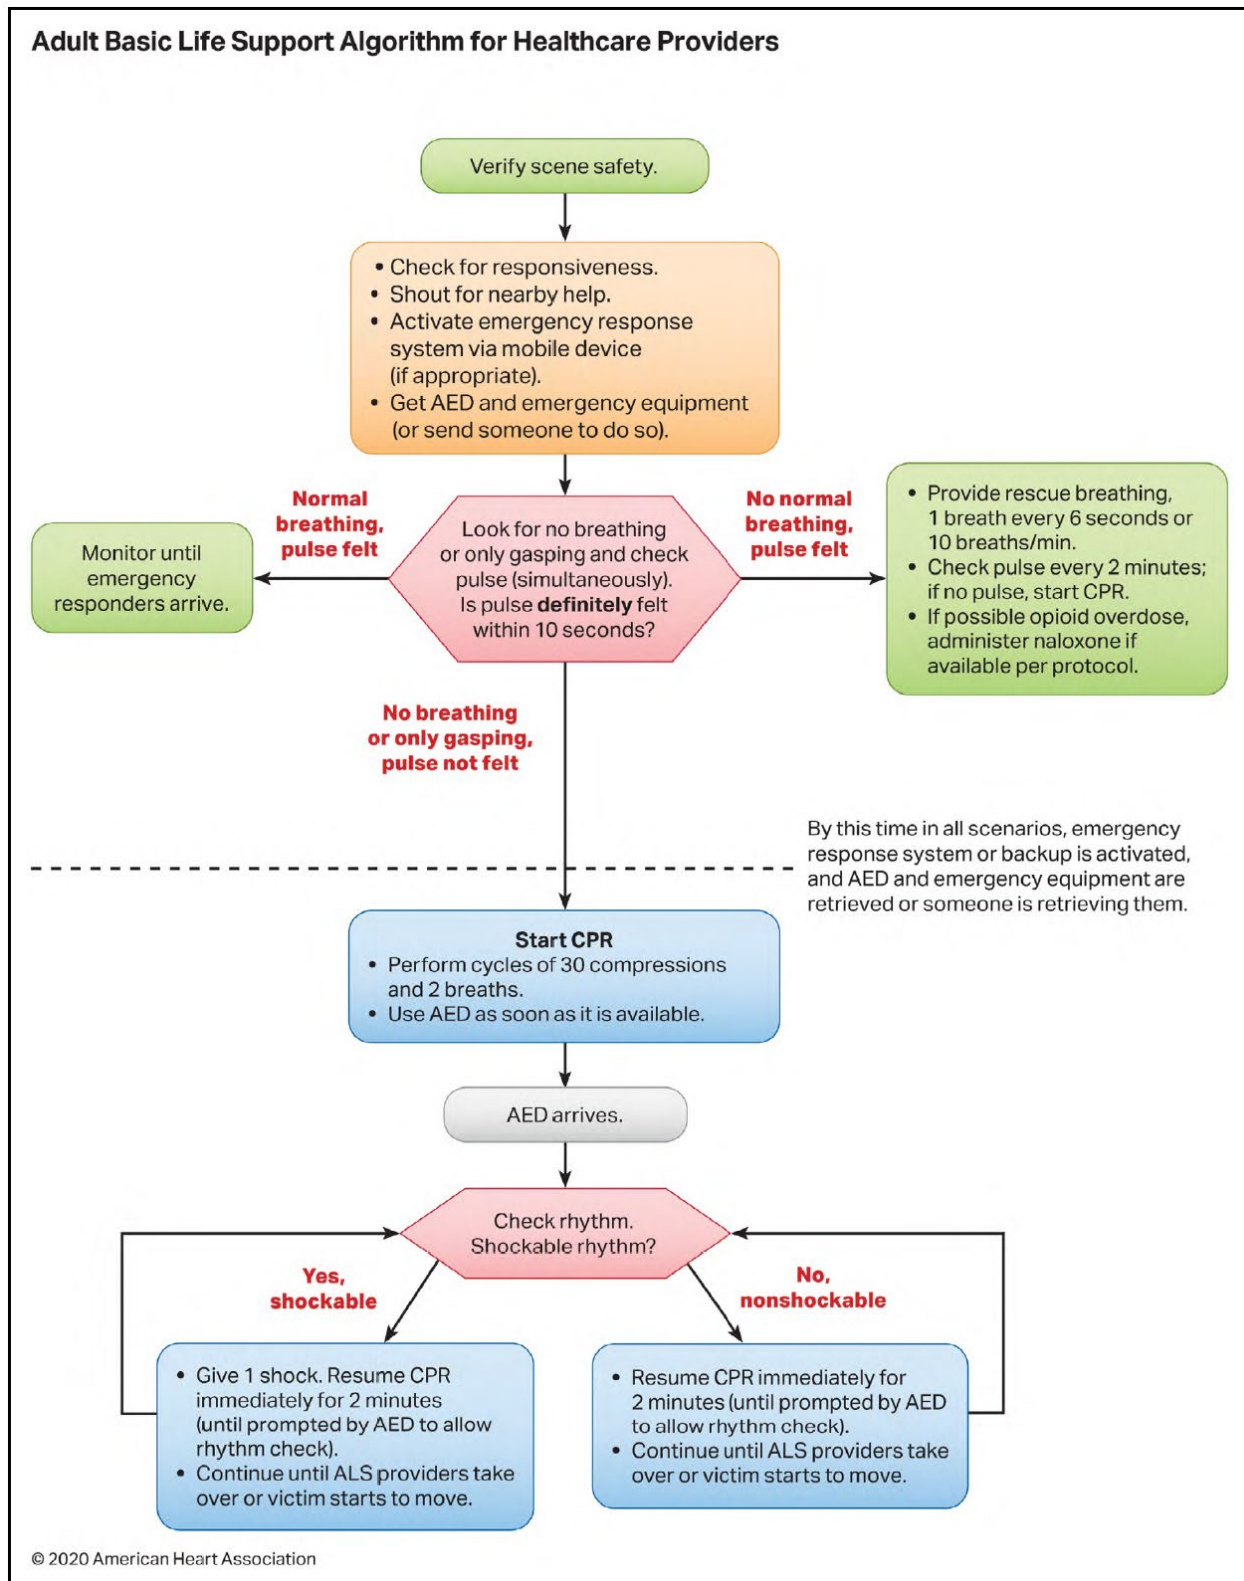 Adult Basic Life Support Algorithm for Healthcare Providers
Verify scene safety.
• Check for responsiveness.
• Shout for nearby help.
• Activate emergency response
system via mobile device
(if appropriate).
• Get AED and emergency equipment
(or send someone to do so).
Normal
breathing,
pulse felt
Monitor until
emergency
responders arrive.
Look for no breathing
or only gasping and check
pulse (simultaneously).
Is pulse definitely felt
within 10 seconds?
No normal
breathing,
pulse felt
• Provide rescue breathing,
1 breath every 6 seconds or
10 breaths/min.
• Check pulse every 2 minutes;
if no pulse, start CPR.
• If possible opioid overdose,
administer naloxone if
available per protocol.
No breathing
or only gasping,
pulse not felt
By this time in all scenarios, emergency
response system or backup is activated,
and AED and emergency equipment are
retrieved or someone is retrieving them.
Start CPR
• Perform cycles of 30 compressions
and 2 breaths.
• Use AED as soon as it is available.
AED arrives.
Check rhythm.
Shockable rhythm?
Yes,
shockable
No,
nonshockable
• Give 1 shock. Resume CPR
immediately for 2 minutes
(until prompted by AED to allow
rhythm check).
• Continue until ALS providers take
over or victim starts to move.
• Resume CPR immediately for
2 minutes (until prompted by AED
to allow rhythm check).
• Continue until ALS providers take
over or victim starts to move.
© 2020 American Heart Association